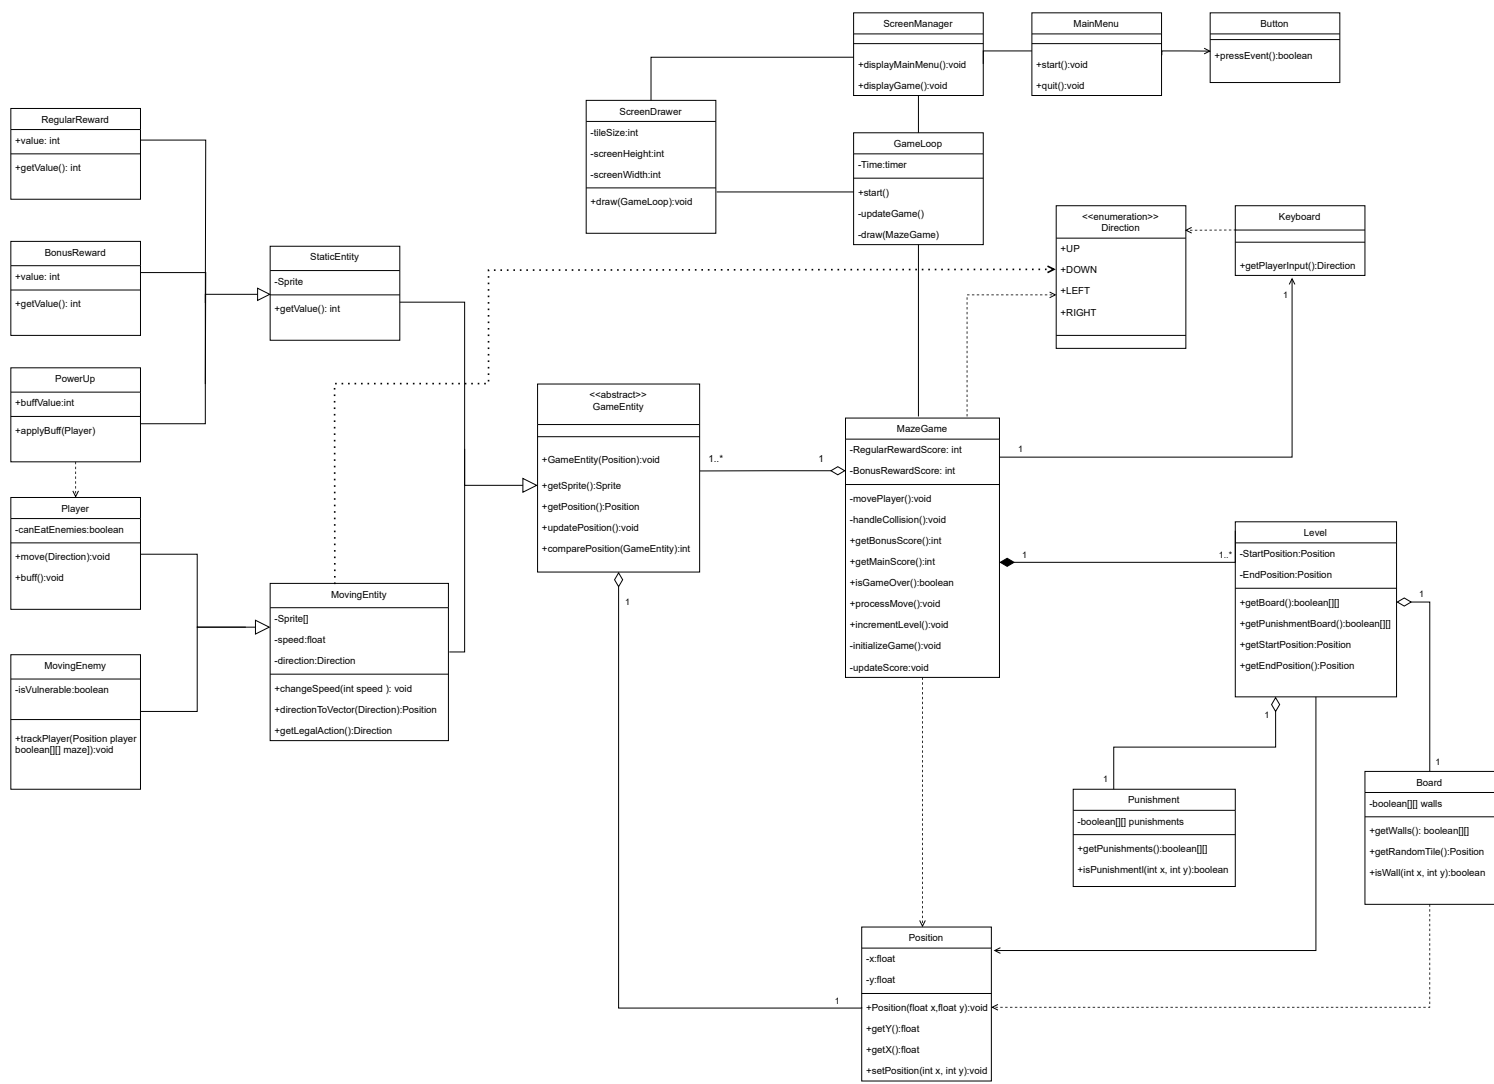 ScreenManager
+displayMainMenu():void
+displayGame():void
MainMenu
+start():void
+quit():void
Button
+pressEvent():boolean
ScreenDrawer
-tileSize:int
-screenHeight:int
-screenWidth:int
+draw(GameLoop):void
GameLoop
-Time:timer
+start()
-updateGame()
-draw(MazeGame)
RegularReward
+value: int
+getValue(): int
BonusReward
+value: int
+getValue(): int
PowerUp
+buffValue:int
+applyBuff(Player)
StaticEntity
-Sprite
+getValue(): int
<<enumeration>>
Direction
+UP
+DOWN
+LEFT
+RIGHT
Keyboard
+getPlayerInput():Direction
1
<<abstract>>
GameEntity
+GameEntity(Position):void
+getSprite():Sprite
+getPosition():Position
+updatePosition():void
+comparePosition(GameEntity):int
1..*
1
1
MazeGame
-RegularRewardScore: int
-BonusRewardScore: int
-movePlayer():void
-handleCollision():void
+getBonusScore():int
+getMainScore():int
+isGameOver():boolean
+processMove():void
+incrementLevel():void
-initializeGame():void
-updateScore:void
1
1
1..*
Player
-canEatEnemies:boolean
+move(Direction):void
+buff():void
MovingEnemy
-isVulnerable:boolean
+trackPlayer(Position player
boolean[][] maze]):void
MovingEntity
-Sprite[]
-speed:float
-direction:Direction
+changeSpeed(int speed ): void
+directionToVector(Direction):Position
+getLegalAction():Direction
Level
-StartPosition:Position
-EndPosition:Position
+getBoard():boolean[][]
+getPunishmentBoard():boolean[][]
+getStartPosition:Position
+getEndPosition():Position
1
1
1
1
Punishment
-boolean[][] punishments
+getPunishments():boolean[][]
+isPunishmentl(int x, int y):boolean
Board
-boolean[][] walls
+getWalls(): boolean[][]
+getRandomTile():Position
+isWall(int x, int y):boolean
1
Position
-x:float
-y:float
+Position(float x,float y):void
+getY():float
+getX():float
+setPosition(int x, int y):void